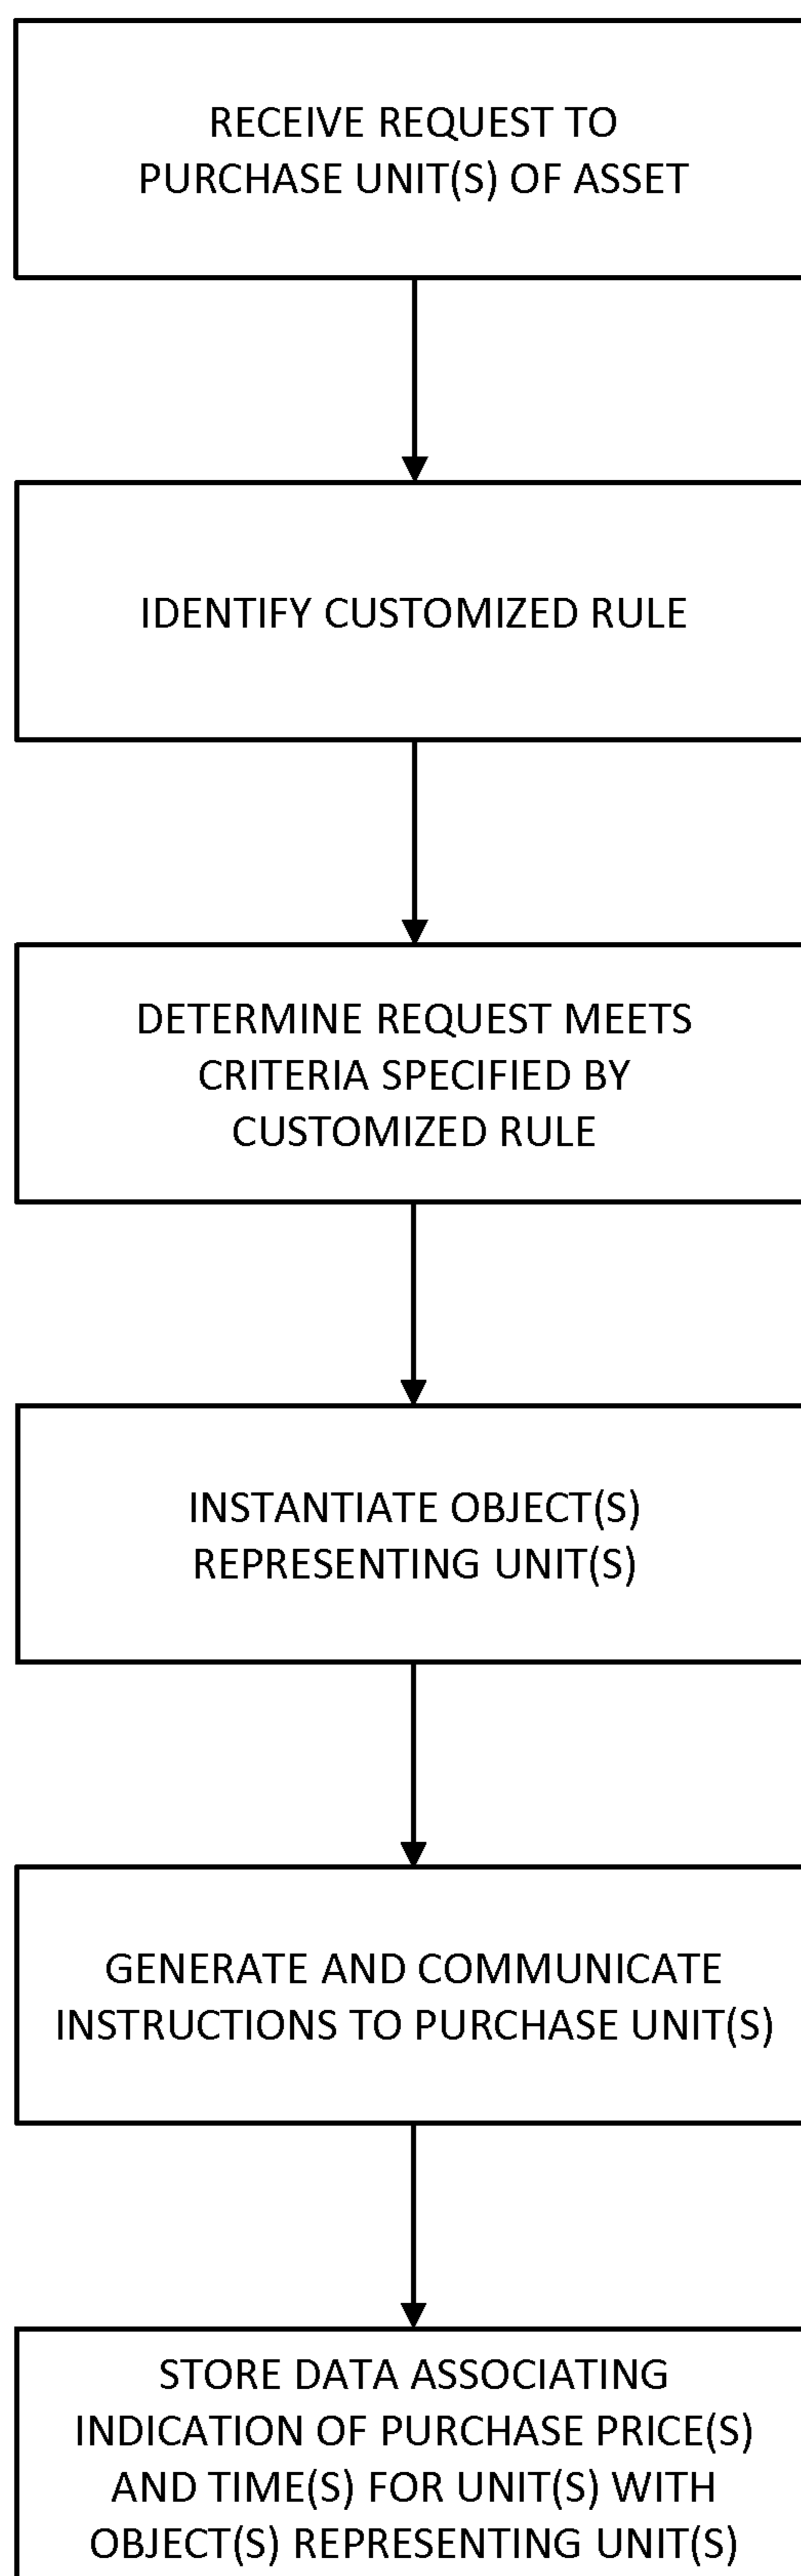 RECEIVE REQUEST TO
PURCHASE UNIT(S) OF ASSET
IDENTIFY CUSTOMIZED RULE
DETERMINE REQUEST MEETS
CRITERIA SPECIFIED BY
CUSTOMIZED RULE
INSTANTIATE OBJECT(S)
REPRESENTING UNIT(S)
GENERATE AND COMMUNICATE
INSTRUCTIONS TO PURCHASE UNIT(S)
STORE DATA ASSOCIATING
INDICATION OF PURCHASE PRICE(S)
AND TIME(S) FOR UNIT(S) WITH
OBJECT(S) REPRESENTING UNIT(S)